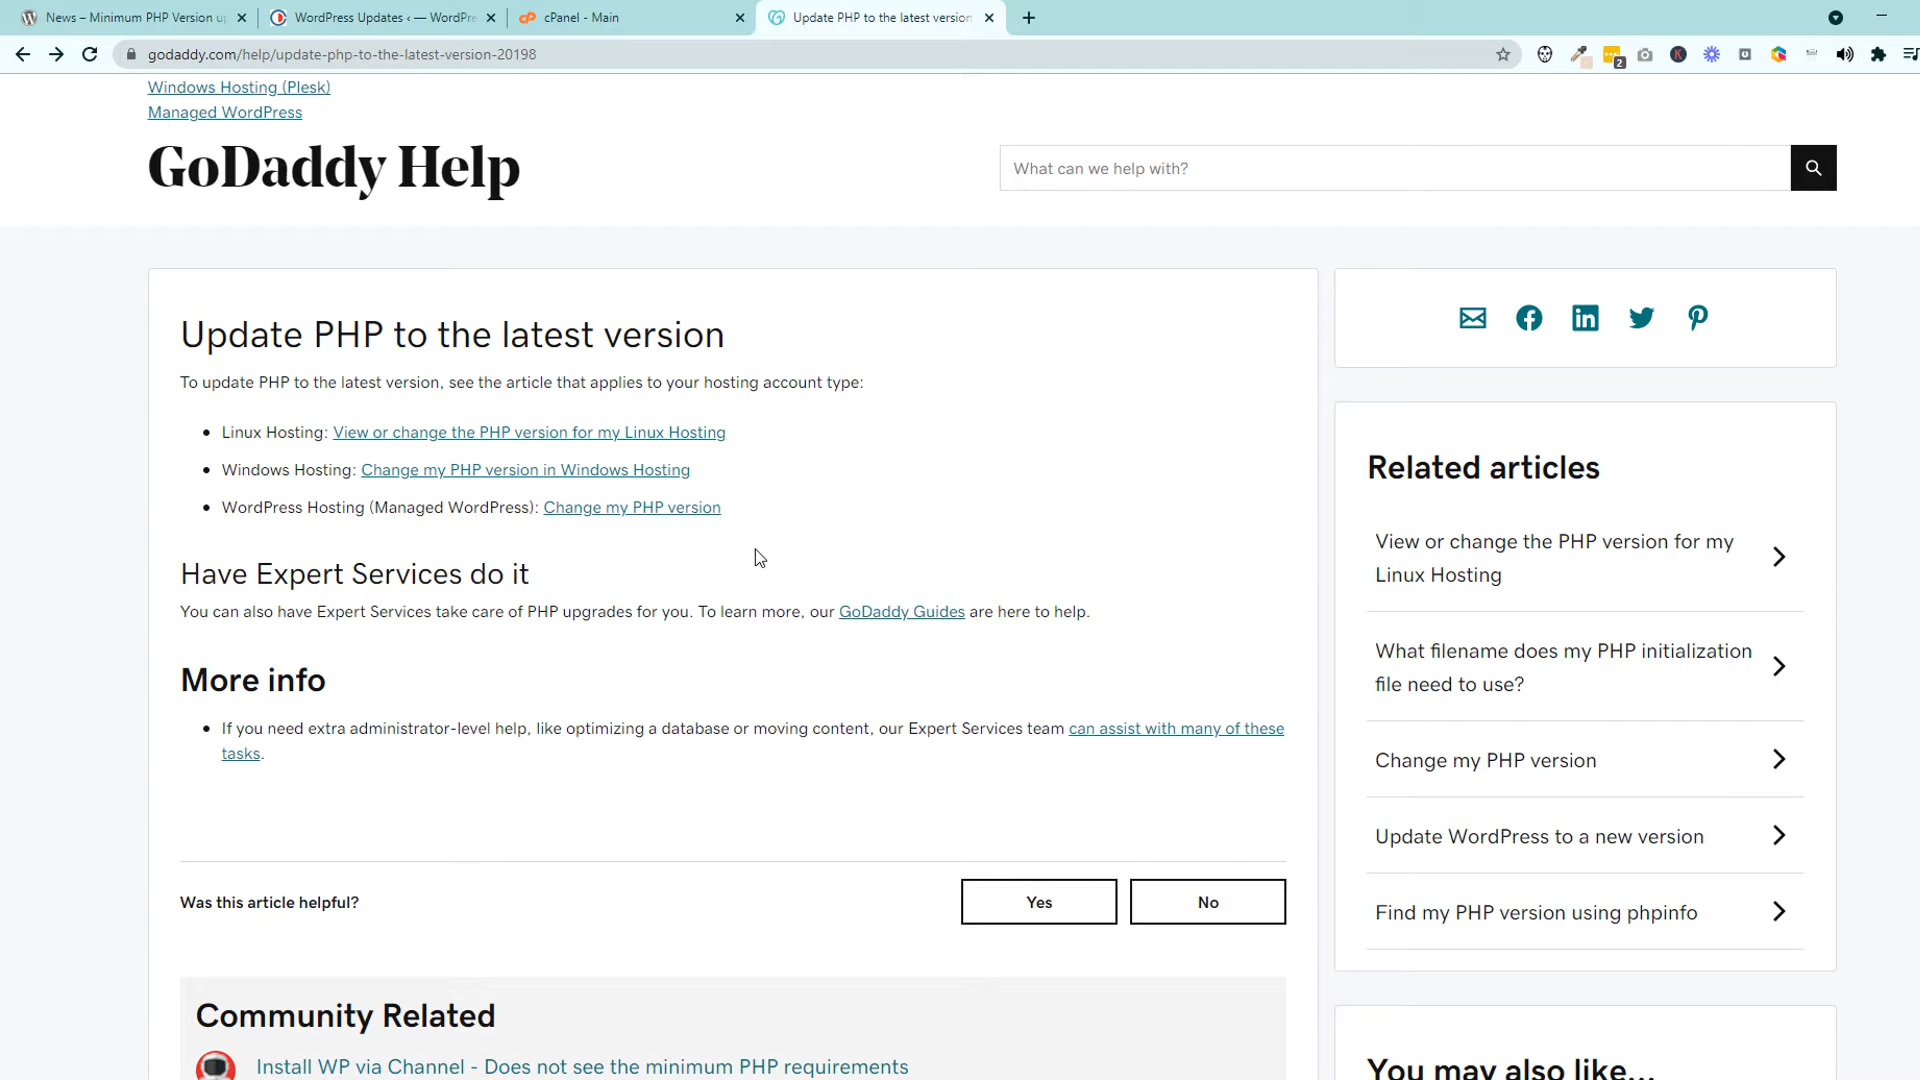 News – Minimum PHP Version up
WordPress Updates ‹ — WordPre
cPanel - Main
Update PHP to the latest version
godaddy.com/help/update-php-to-the-latest-version-20198
2
Windows Hosting (Plesk)
Managed WordPress
GoDaddy Help
What can we help with?
Update PHP to the latest version
To update PHP to the latest version, see the article that applies to your hosting account type:
• Linux Hosting: View or change the PHP version for my Linux Hosting
• Windows Hosting: Change my PHP version in Windows Hosting
• WordPress Hosting (Managed WordPress): Change my PHP version
Have Expert Services do it
You can also have Expert Services take care of PHP upgrades for you. To learn more, our GoDaddy Guides are here to help.
More info
• If you need extra administrator-level help, like optimizing a database or moving content, our Expert Services team can assist with many of these
tasks.
Was this article helpful?
Yes
No
Community Related
Install WP via Channel - Does not see the minimum PHP requirements
Related articles
View or change the PHP version for my
Linux Hosting
What filename does my PHP initialization
file need to use?
Change my PHP version
Update WordPress to a new version
Find my PHP version using phpinfo
You may also like...